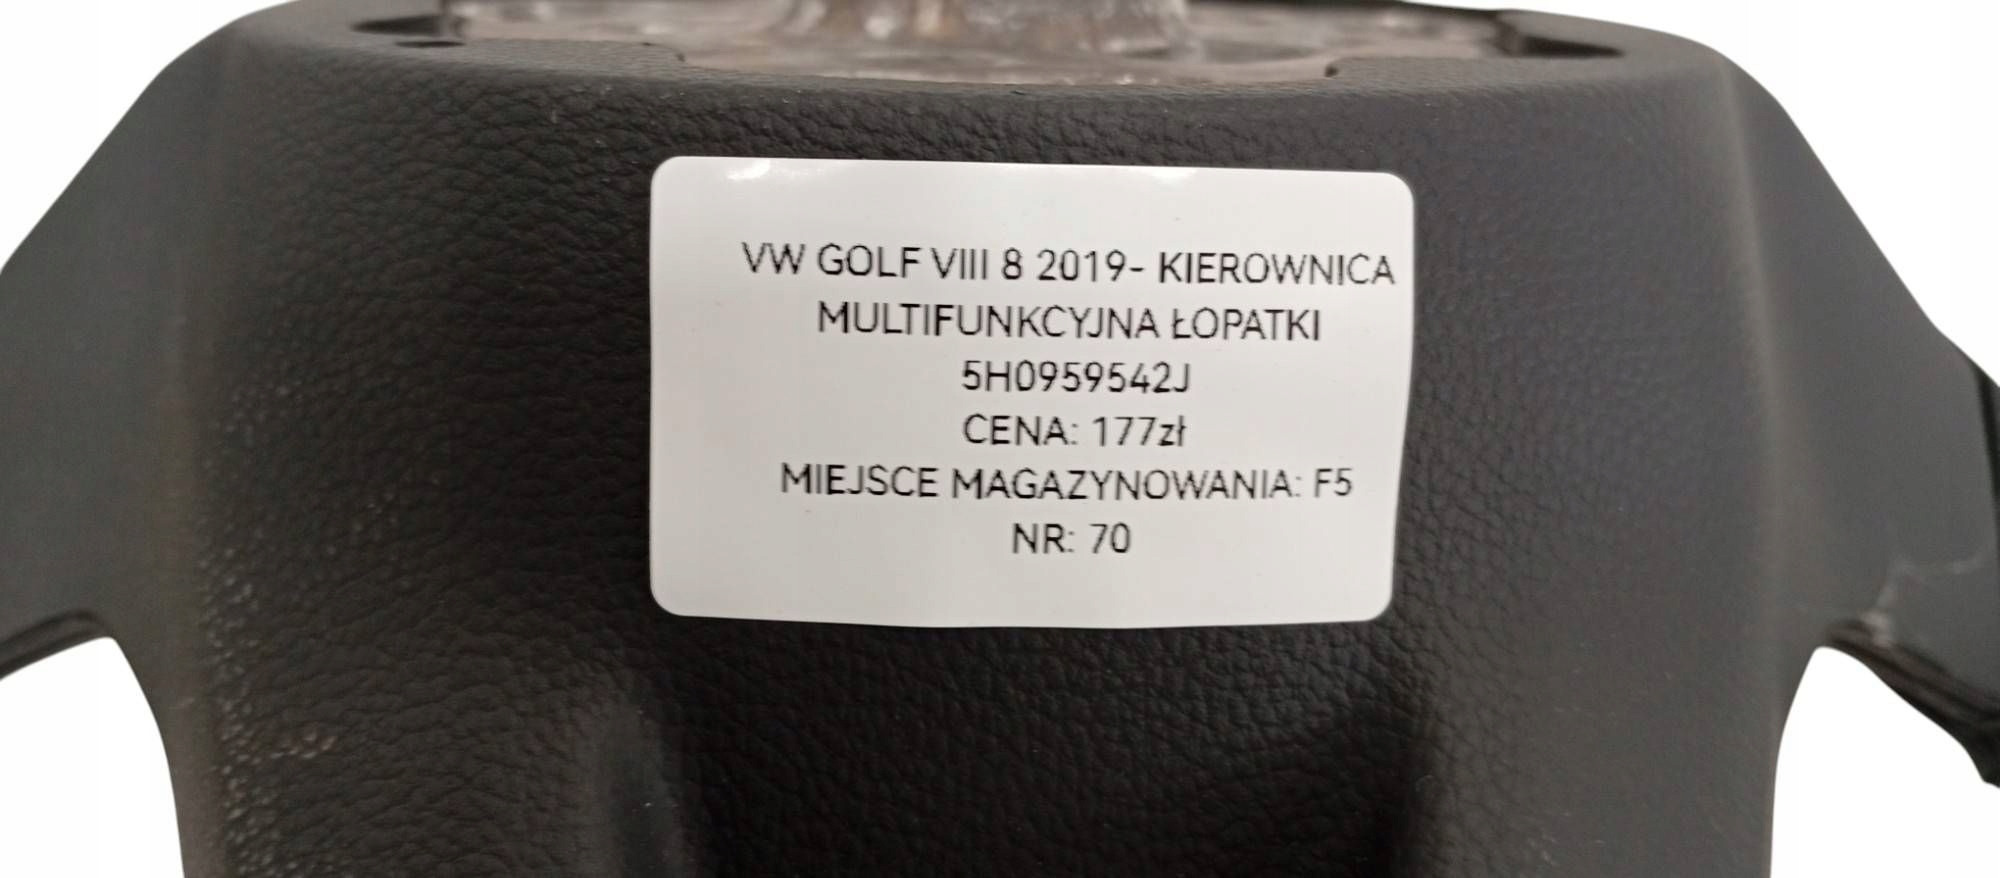 VW GOLF VIII 8 2019- KIEROWNICA
MULTIFUNKCYJNA ŁOPATKI
5H0959542J
CENA: 177zł
MIEJSCE MAGAZYNOWANIA: F5
NR: 70